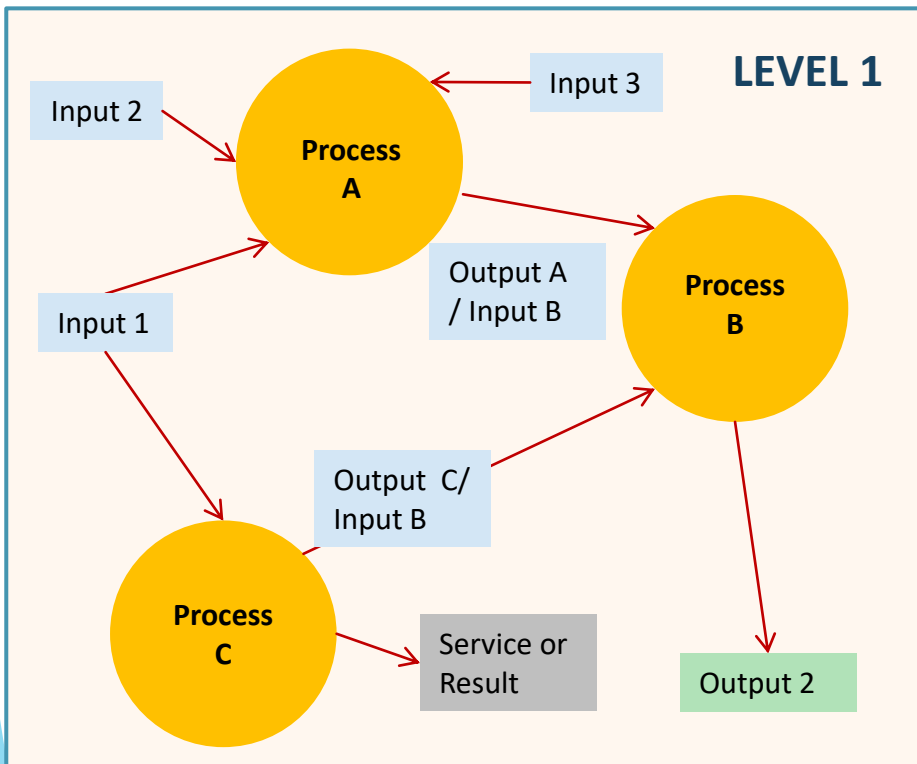 LEVEL 1
Input 3
Input 2
Process
A
Output A
/ Input B
Process
B
Input 1
Output  C/
Input B
Process
C
Service or
Result
Output 2